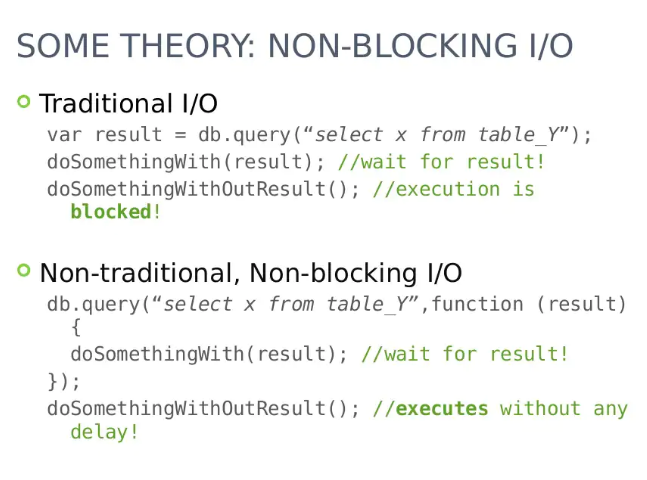 SOME THEORY: NON-BLOCKING I/O
Traditional I/O
var result = db.query(“select x from table_Y”);
doSomethingWith(result); //wait for result!
doSomethingWithOutResult(); //execution is
blocked!
Non-traditional, Non-blocking I/O
db.query(“select x from table_Y”,function (result)
{
doSomethingWith(result); //wait for result!
});
doSomethingWithOutResult(); //executes without any
delay!